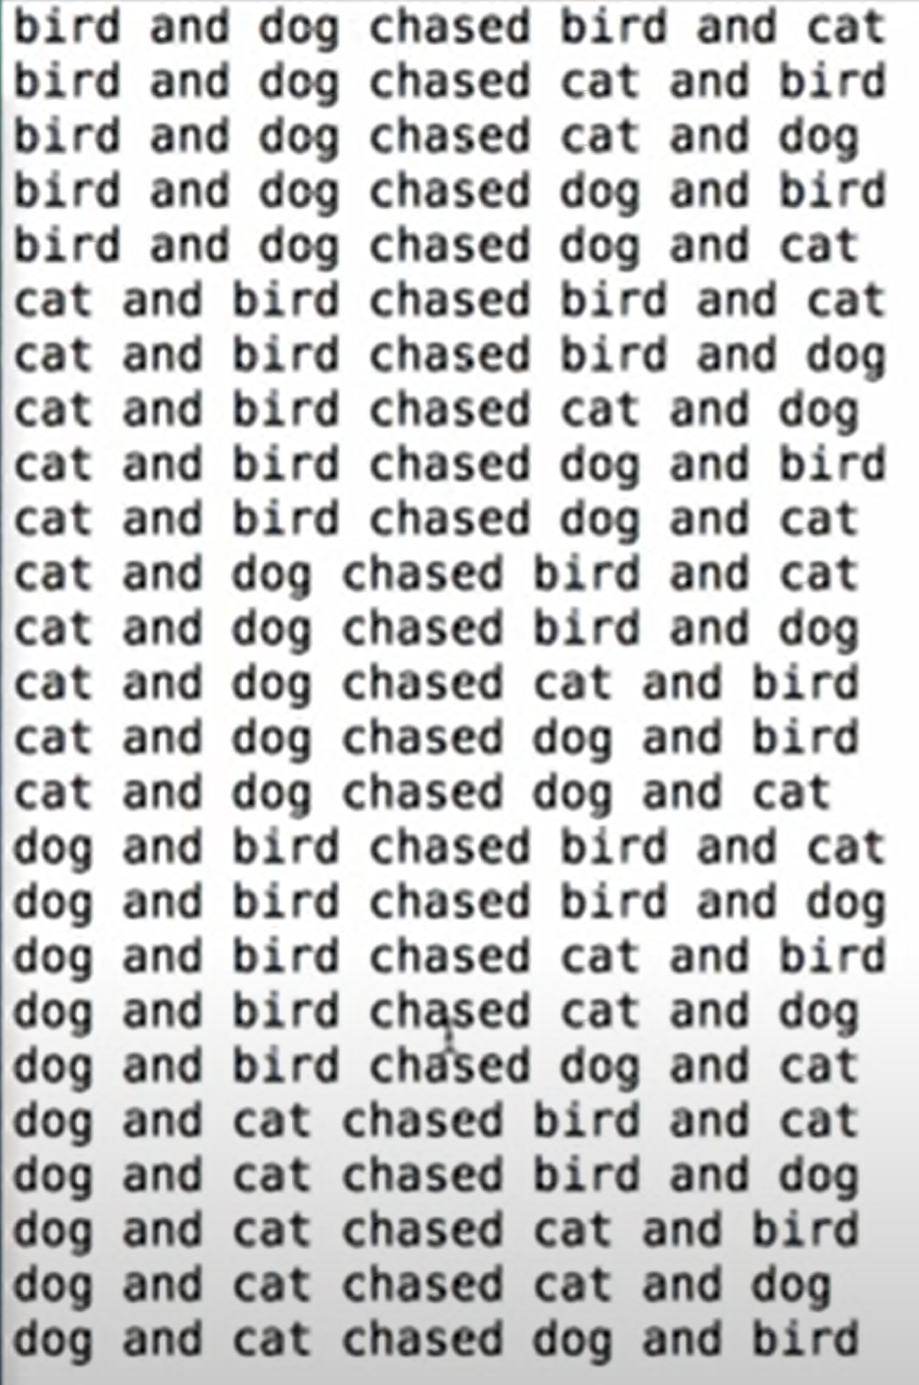 bird and dog chased bird and cat
bird and dog chased cat and bird
bird and dog chased cat and dog
bird and dog chased dog and bird
bird and dog chased dog and cat
cat and bird chased bird and cat
cat and bird chased bird and dog
cat and bird chased cat and dog
cat and bird chased dog and bird
cat and bird chased dog and cat
cat and dog chased bird and cat
cat and dog chased bird and dog
cat and dog chased cat and bird
cat and dog chased dog and bird
cat and dog chased dog and cat
dog and bird chased bird and cat
dog and bird chased bird and dog
dog and bird chased cat and bird
dog and bird chased cat and dog
dog and bird chased dog and cat
dog and cat chased bird and cat
dog and cat chased bird and dog
dog and cat chased cat and bird
dog and cat chased cat and dog
dog and cat chased dog and bird